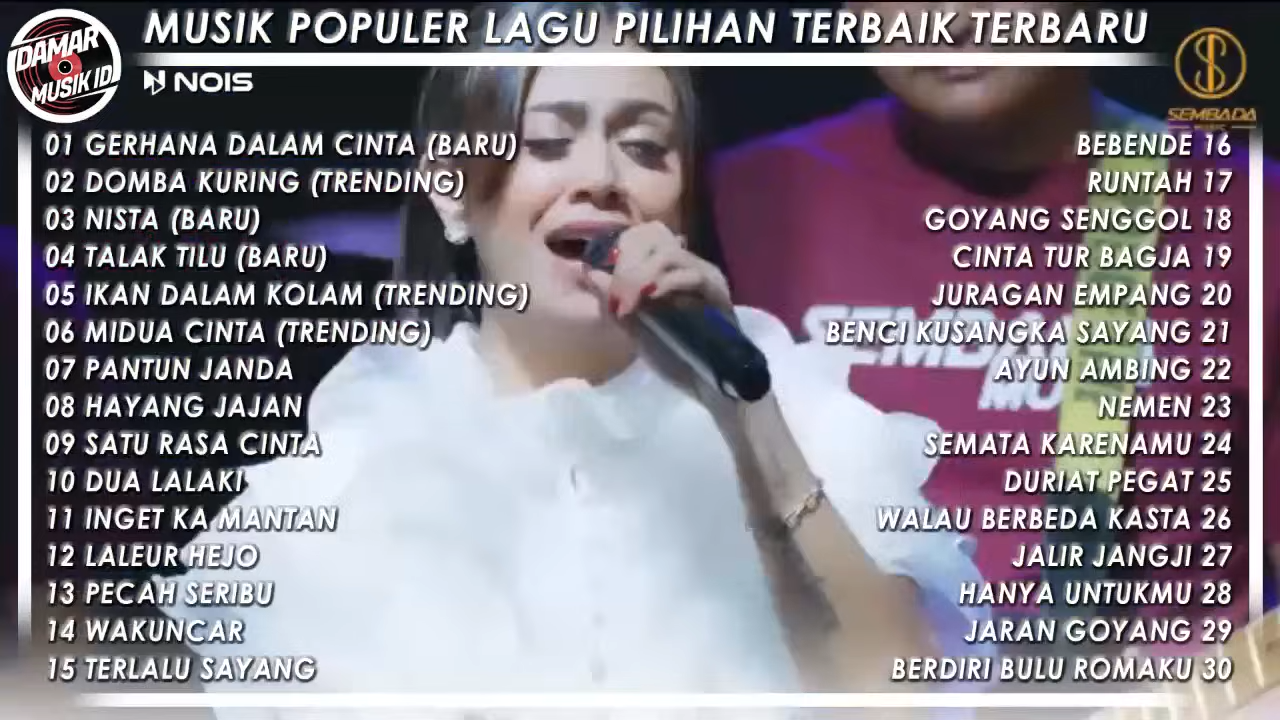 MUSIK POPULER LAGU PILIHAN TERBAIK TERBARU
DAMAR
MUSIK ID
NOIS
SEMBADA
01 GERHANA DALAM CINTA (BARU)
02 DOMBA KURING (TRENDING)
03 NISTA (BARU)
04 TALAK TILU (BARU)
05 IKAN DALAM KOLAM (TRENDING)
06 MIDUA CINTA (TRENDING)
07 PANTUN JANDA
08 HAYANG JAJAN
09 SATU RASA CINTA
10 DUA LALAKI
11 INGET KA MANTAN
12 LALEUR HEJO
13 PECAH SERIBU
14 WAKUNCAR
15 TERLALU SAYANG
BEBENDE 16
RUNTAH 17
GOYANG SENGGOL 18
CINTA TUR BAGJA 19
JURAGAN EMPANG 20
BENCI KUSANGKA SAYANG 21
AYUN AMBING 22
NEMEN 23
SEMATA KARENAMU 24
DURIAT PEGAT 25
WALAU BERBEDA KASTA 26
JALIR JANGJI 27
HANYA UNTUKMU 28
JARAN GOYANG 29
BERDIRI BULU ROMAKU 30